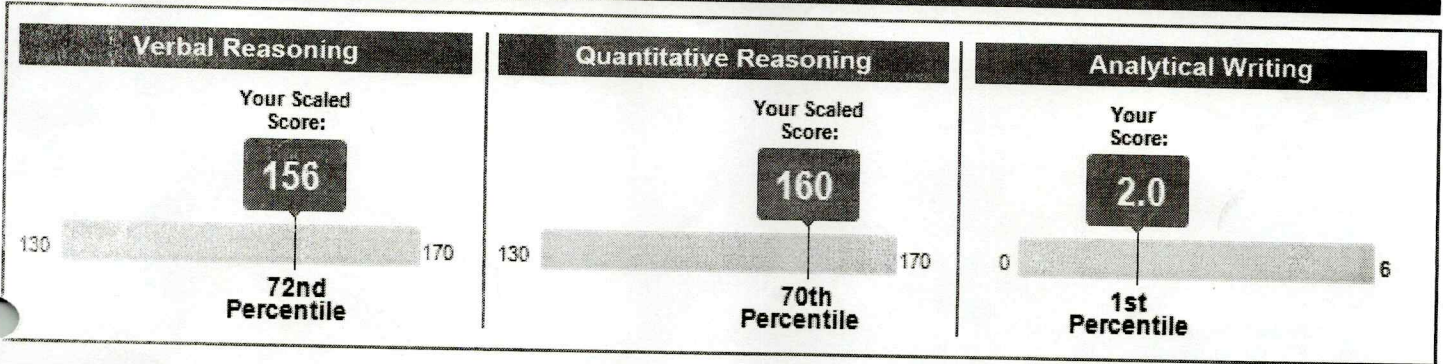 Verbal Reasoning
Your Scaled
Score:
156
130
170
72nd
Percentile
Quantitative Reasoning
Your Scaled
Score:
160
130
170
70th
Percentile
Analytical Writing
Your
Score:
2.0
0
6
1st
Percentile